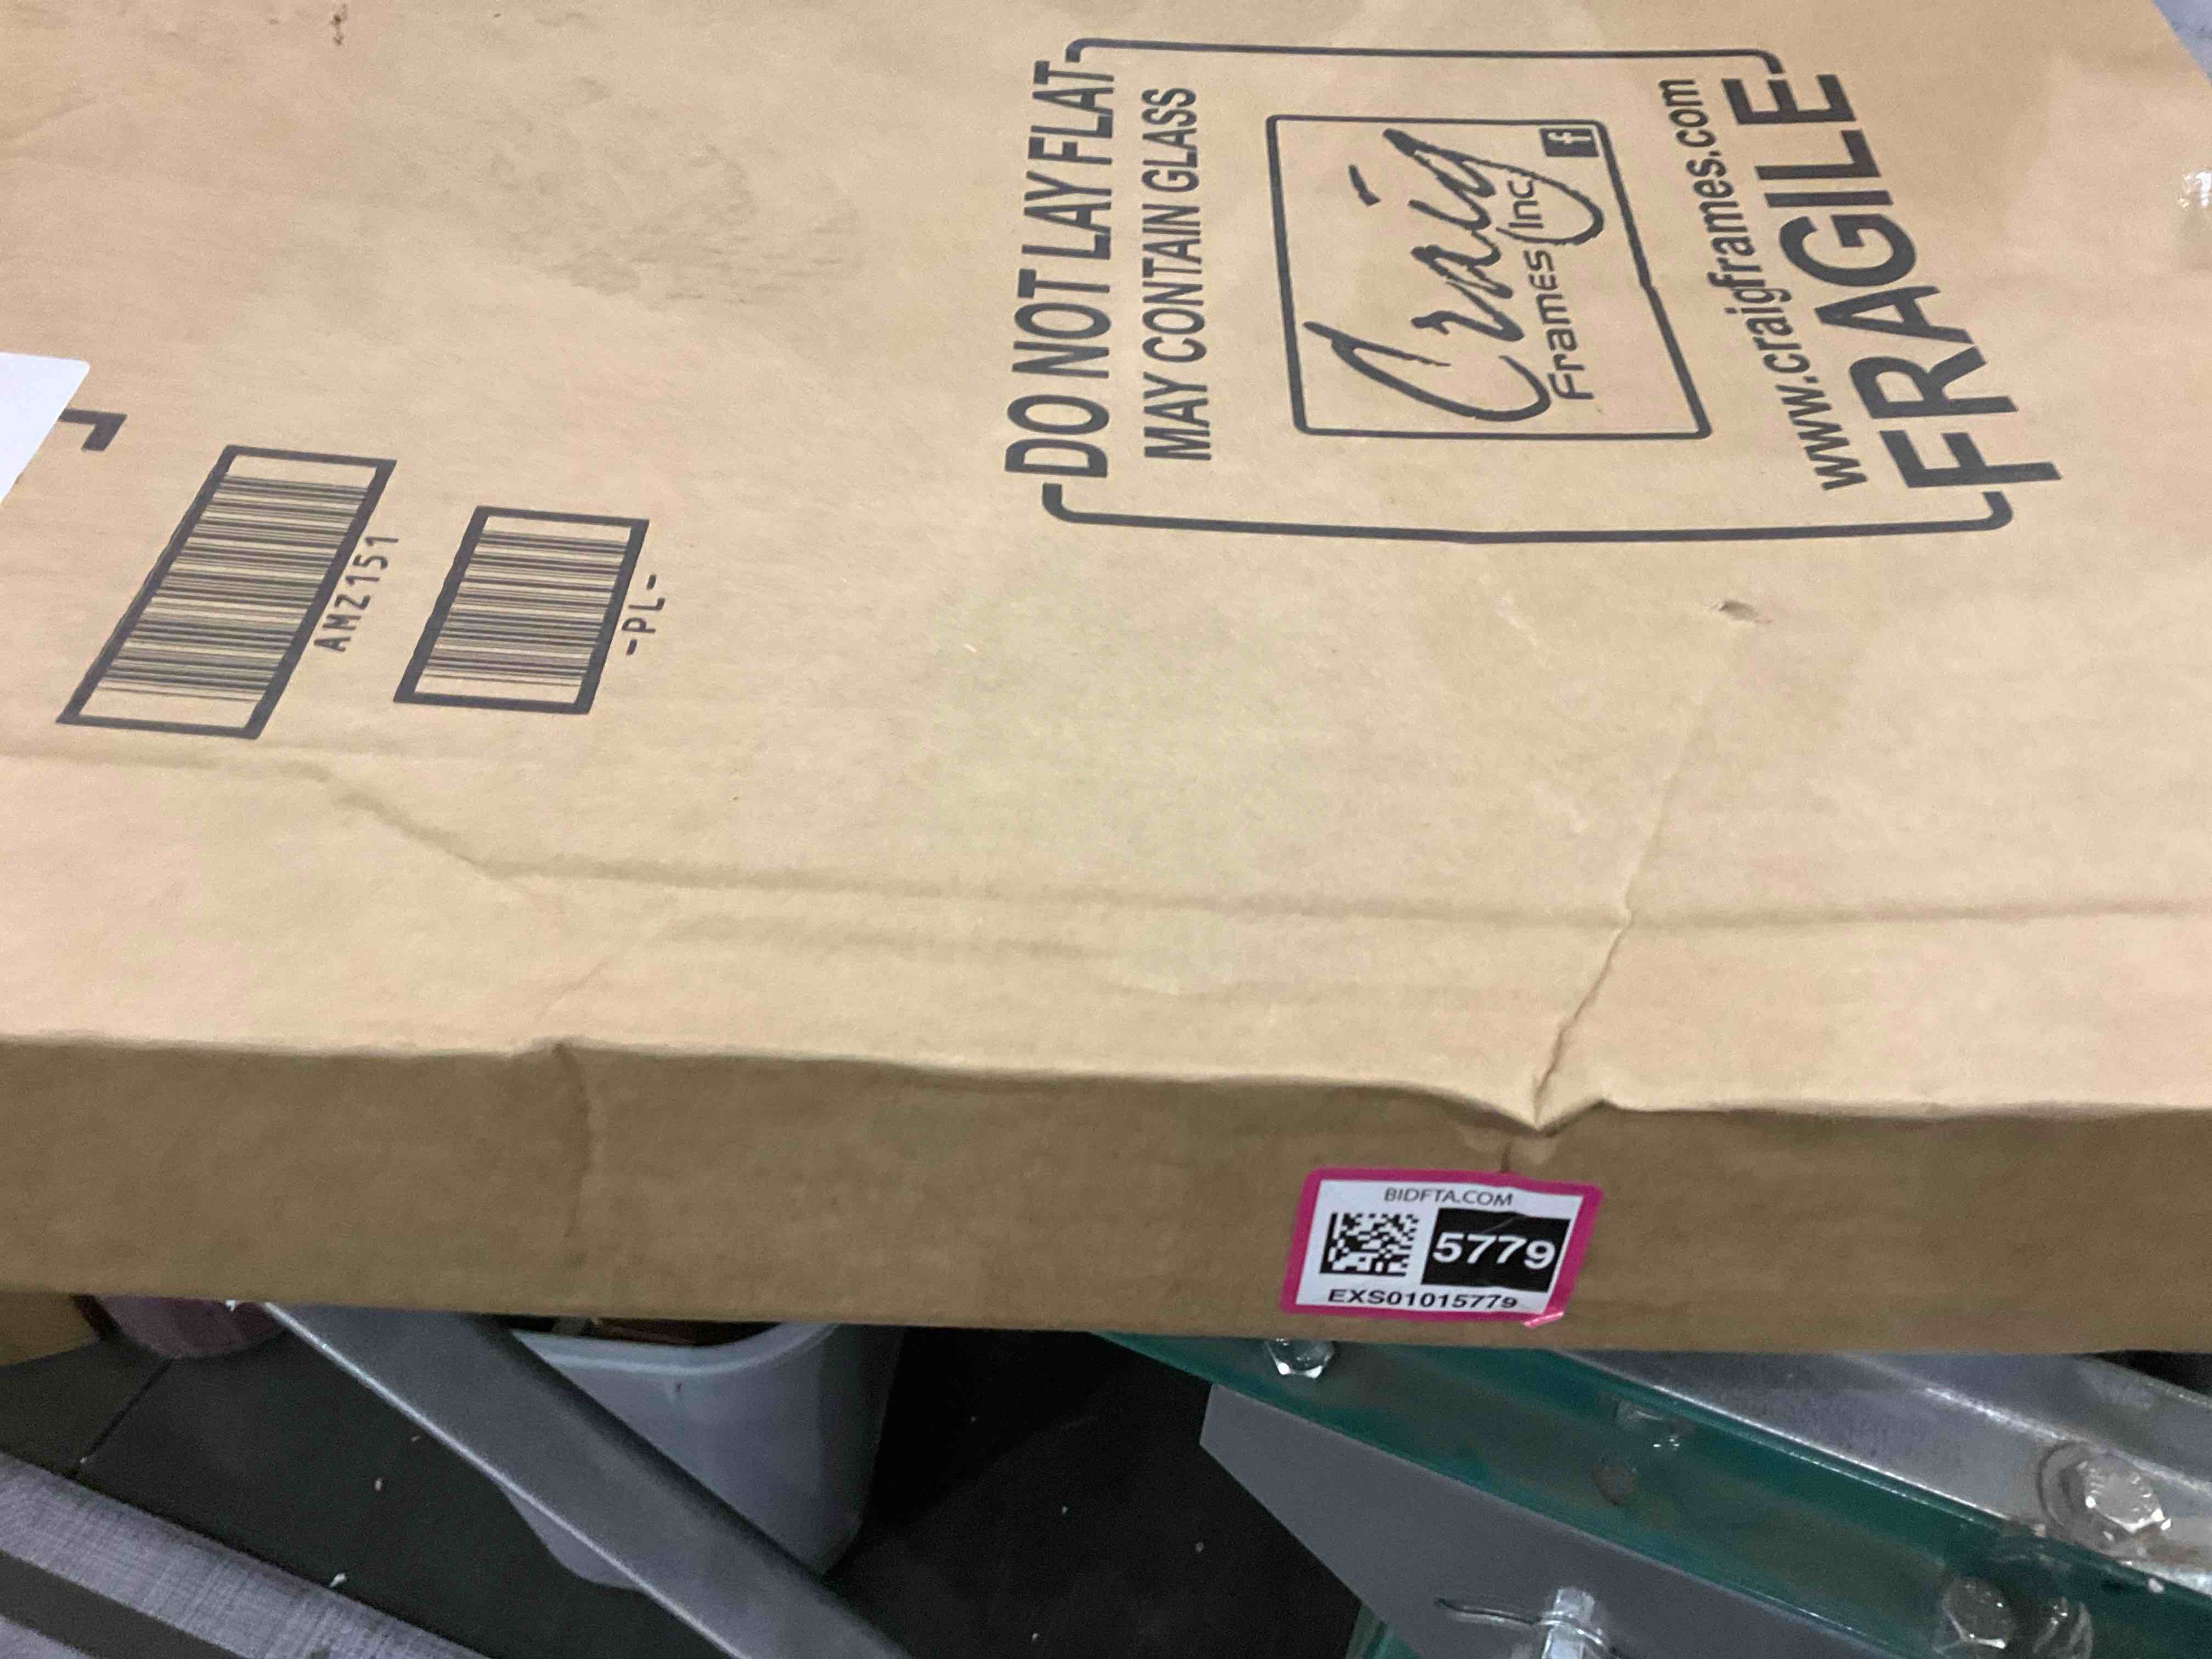 DO NOT LAY FLAT
MAY CONTAIN GLASS
Craig
Frames Inc.
f
www.craigframes.com
FRAGILE
AMZ151
-PL-
BIDFTA.COM
5779
EXS01015779